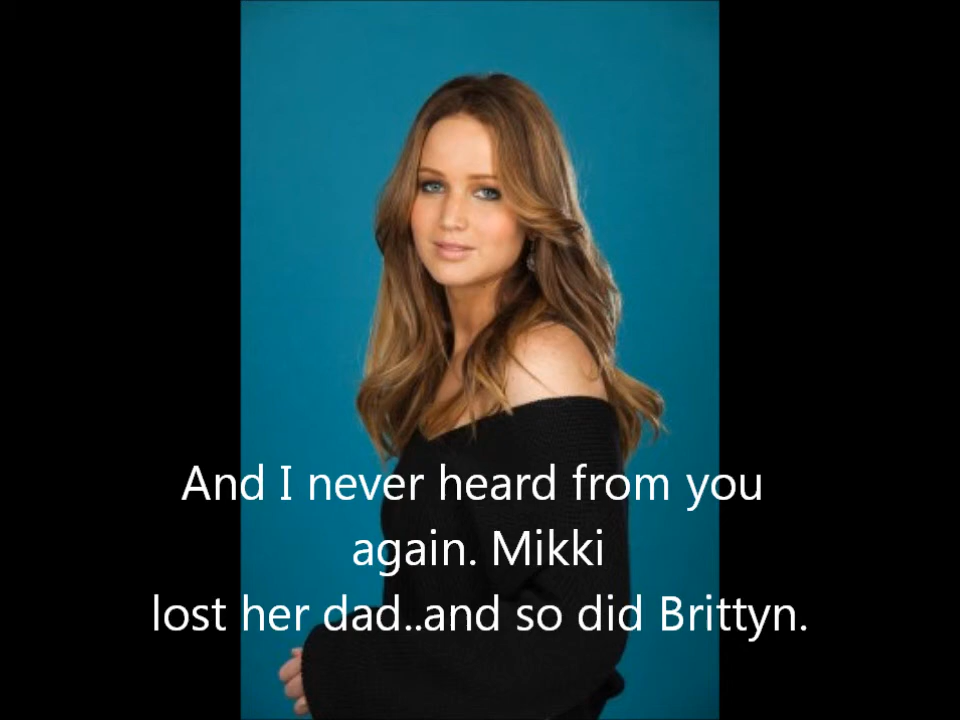 And I never heard from you
again. Mikki
lost her dad..and so did Brittyn.